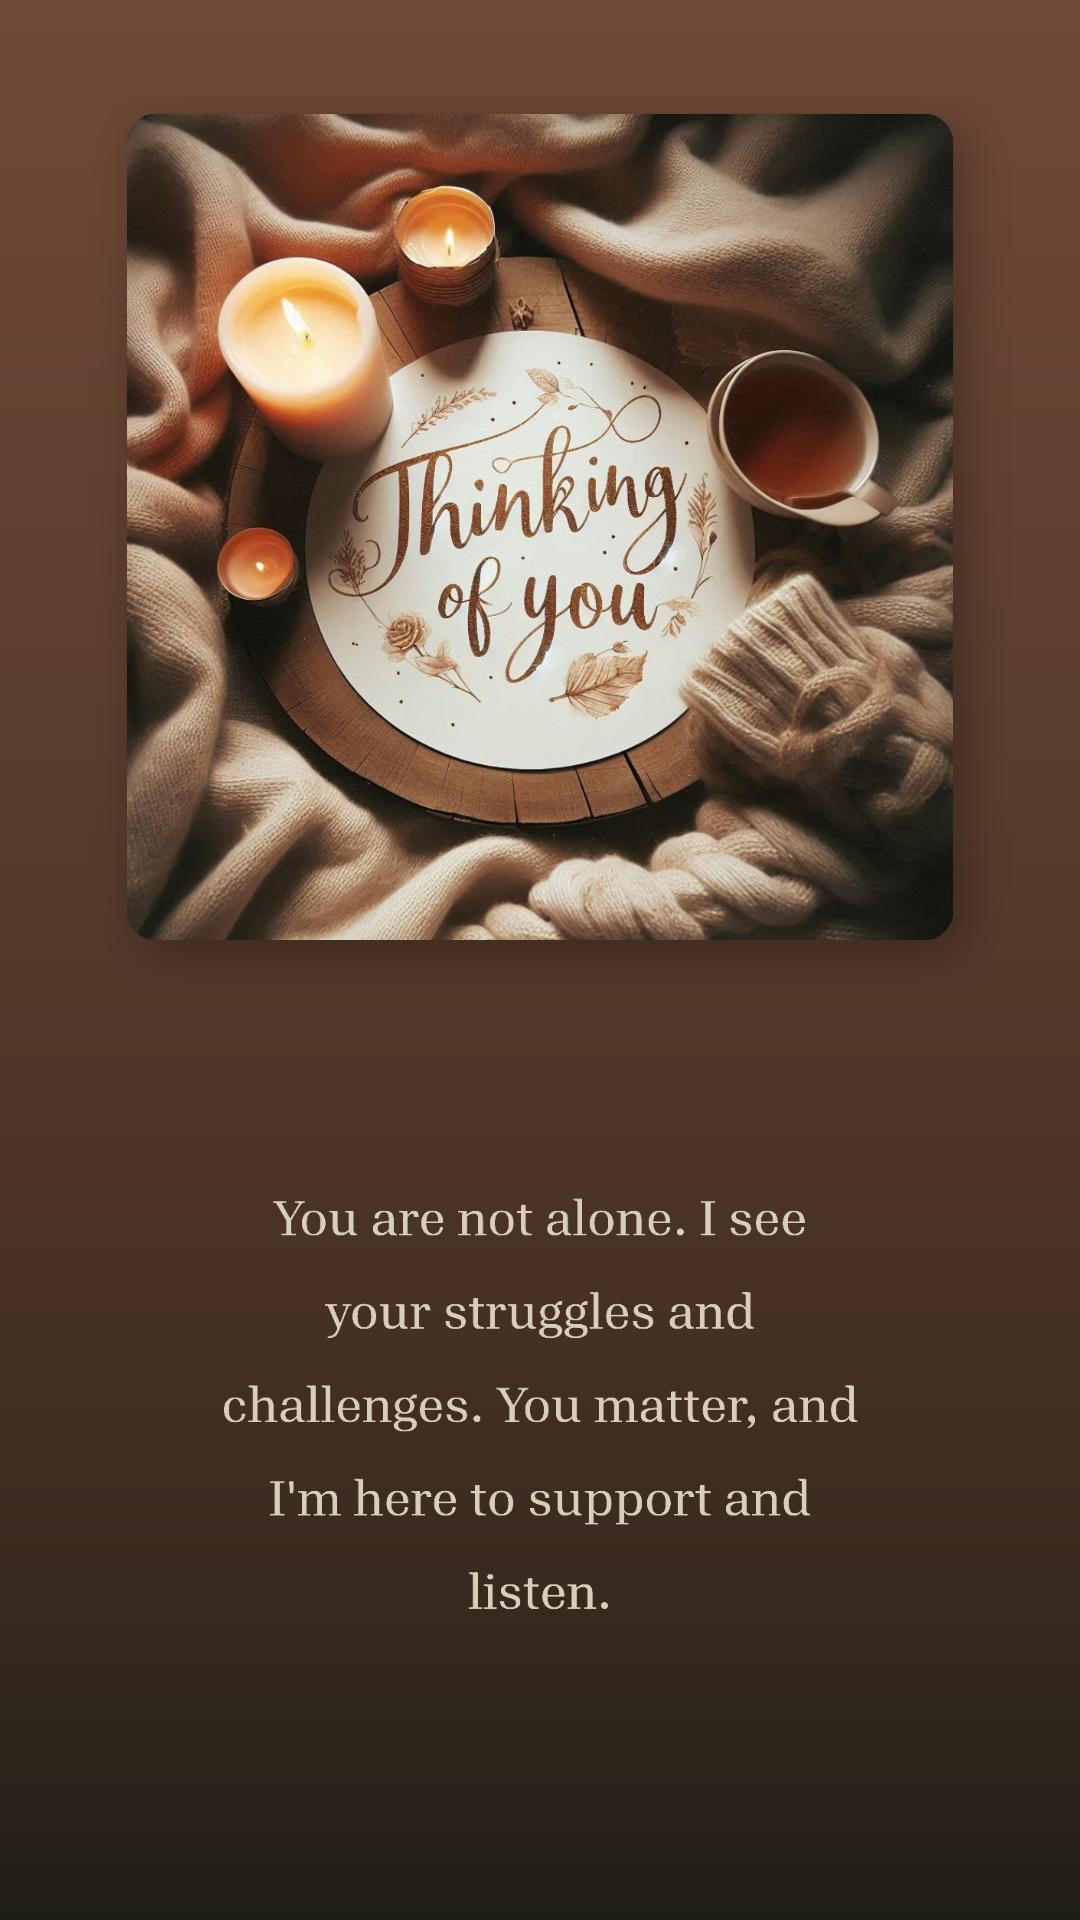 Thinking
of you
You are not alone. I see
your struggles and
challenges. You matter, and
I'm here to support and
listen.